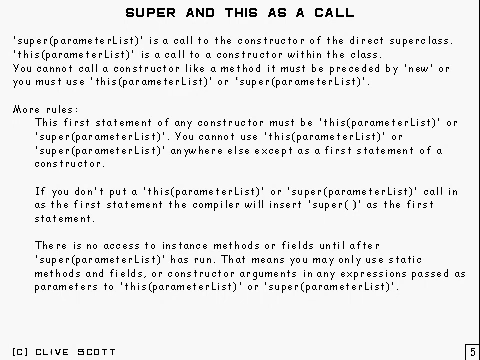 SUPER AND THIS AS A CALL
'super(parameterList)' is a call to the constructor of the direct superclass.
'this(parameterList)' is a call to a constructor within the class.
You cannot call a constructor like a method it must be preceded by 'new' or
you must use 'this(parameterList)' or 'super(parameterList)'.
More rules:
This first statement of any constructor must be 'this(parameterList)' or
'super(parameterList)'. You cannot use 'this(parameterList)' or
'super(parameterList)' anywhere else except as a first statement of a
constructor.
If you don't put a 'this(parameterList)' or 'super(parameterList)' call in
as the first statement the compiler will insert 'super( )' as the first
statement.
There is no access to instance methods or fields until after
'super(parameterList)' has run. That means you may only use static
methods and fields, or constructor arguments in any expressions passed as
parameters to 'this(parameterList)' or 'super(parameterList)'.
(C) CLIVE SCOTT
5